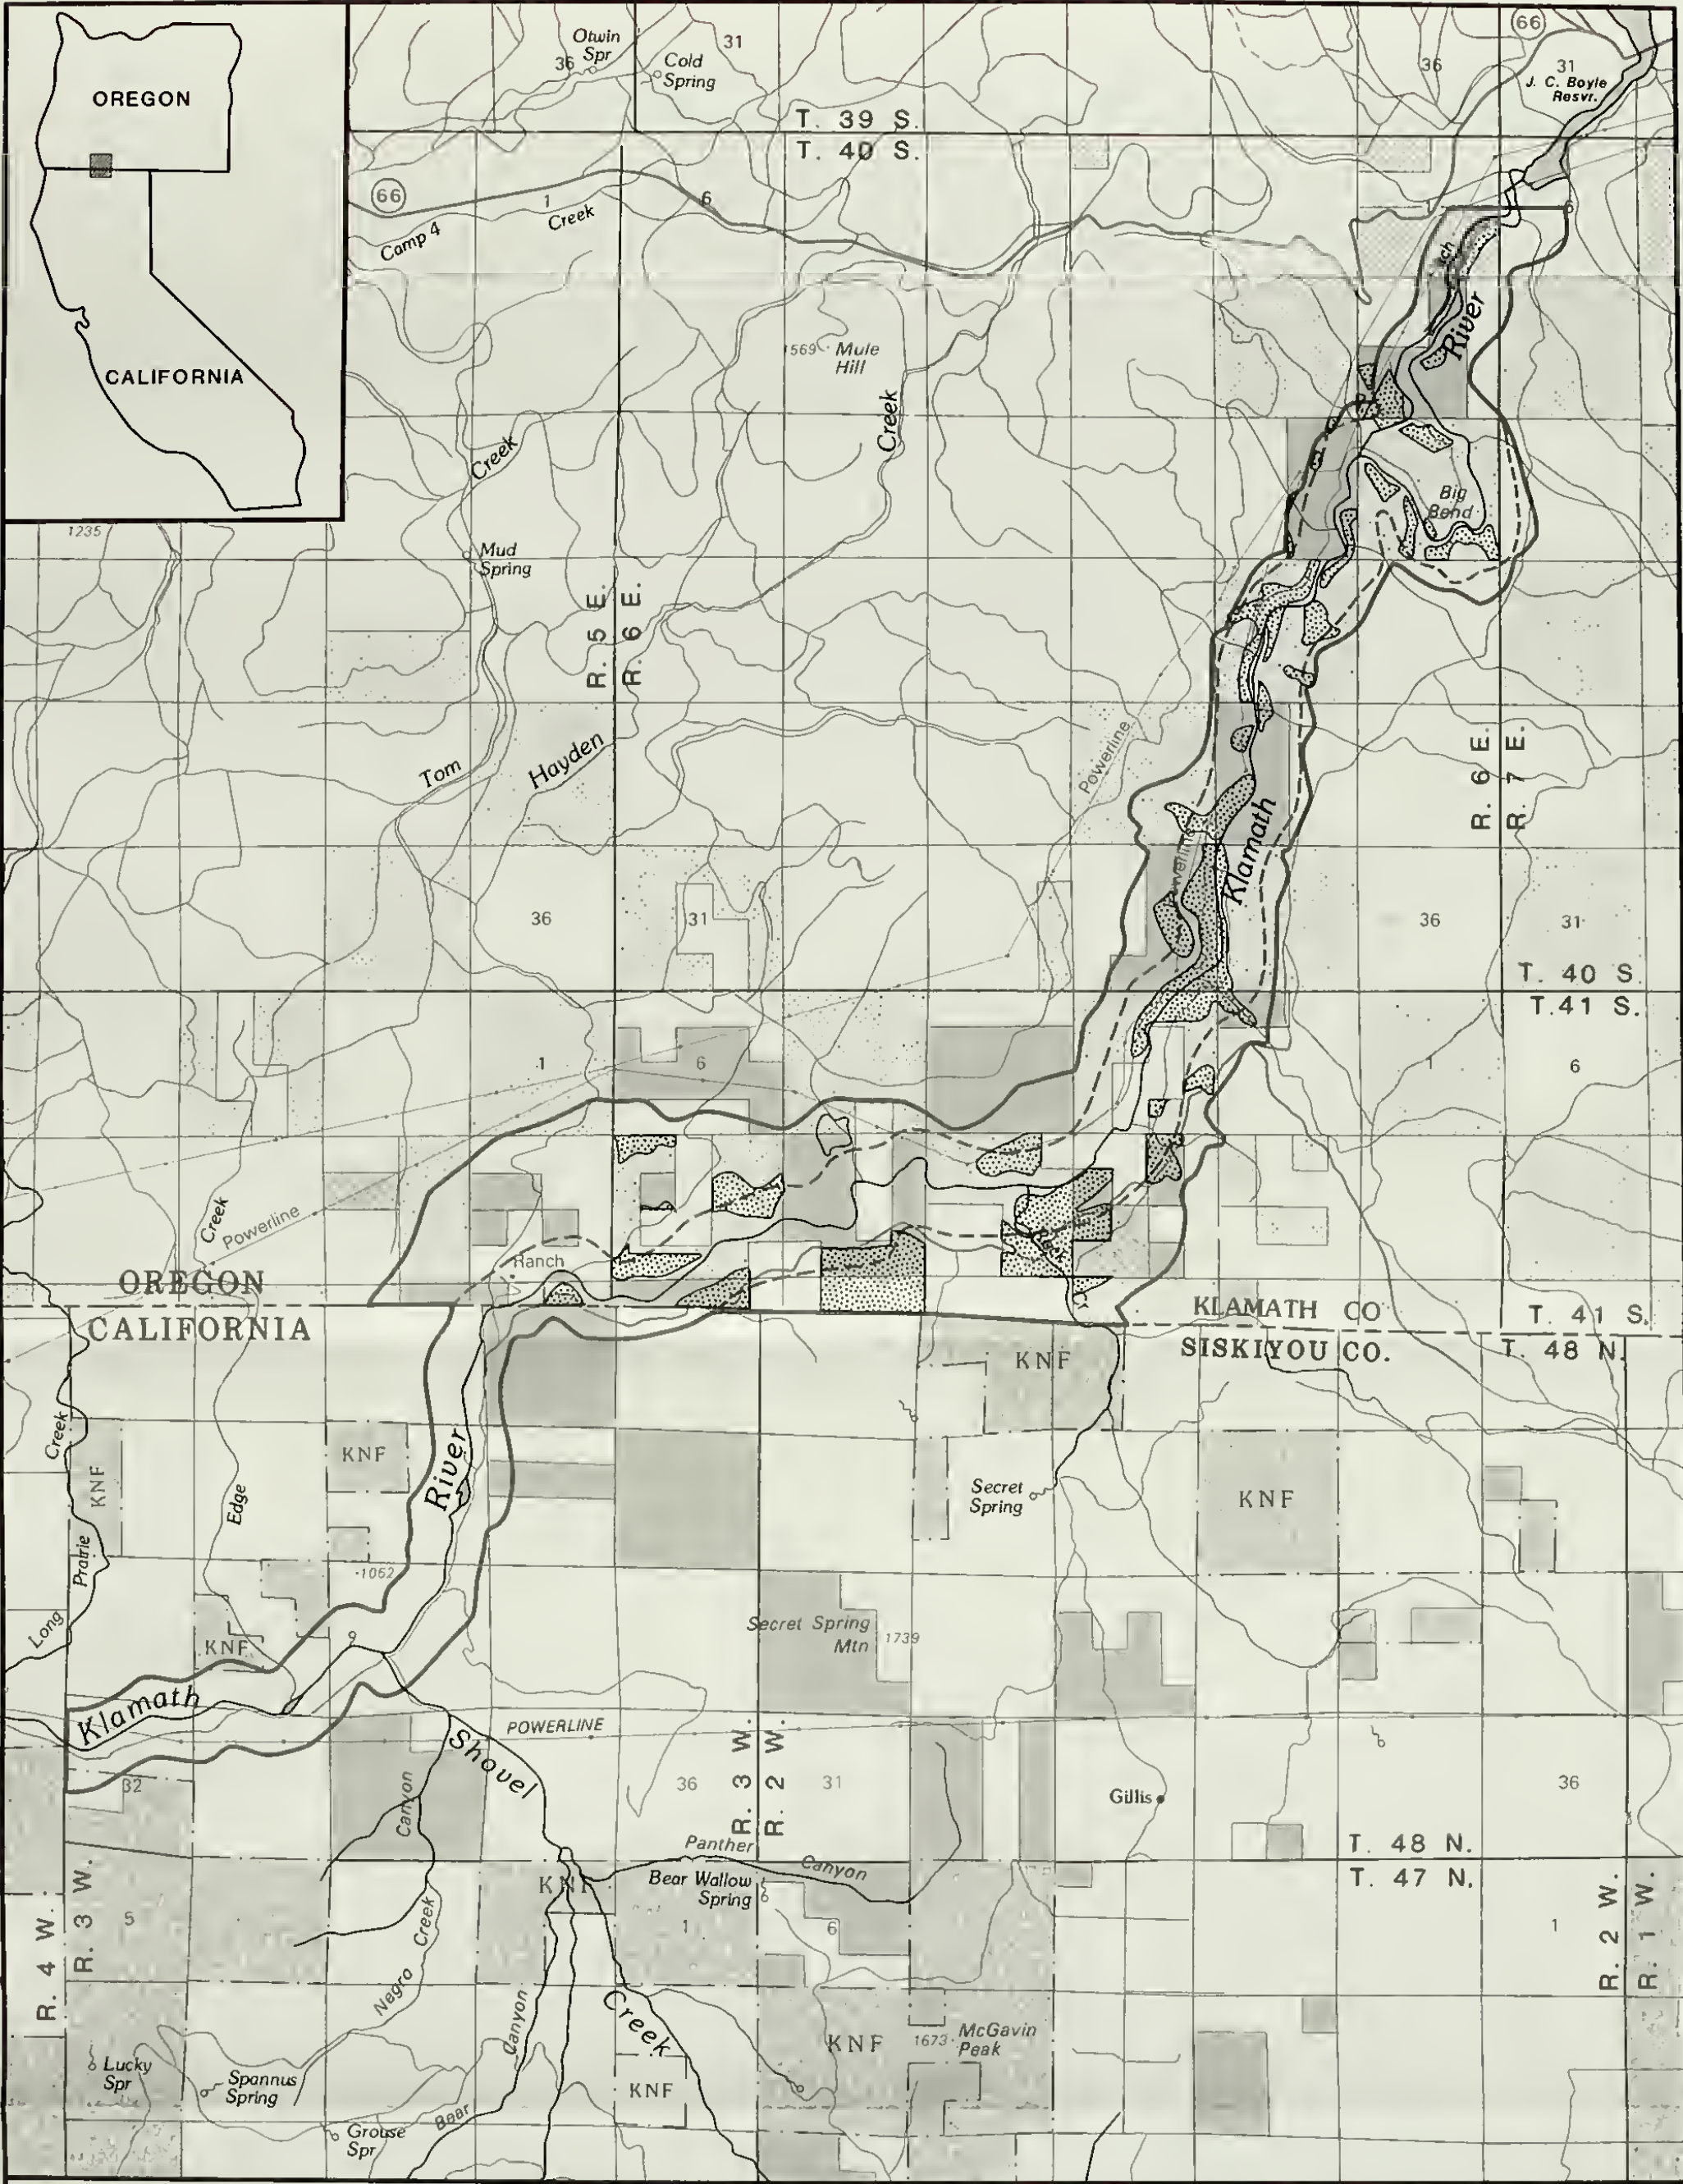 OREGON
CALIFORNIA
Otwin
Spr
36
31
Cold
Spring
T. 39 S.
T. 40 S.
66
36
31
J. C. Boyle
Resvr.
66
1
Creek
Camp 4
6
1
6
River
1569
Mule
Hill
Creek
Creek
Big
Bend
1235
Mud
Spring
R. 5 E.
R. 6 E.
Powerline
Tom
Hayden
R. 6 E.
R. 7 E.
Klamath
36
31
36
31
T. 40 S.
T. 41 S.
1
6
1
6
Creek
Powerline
Ranch
Rock
Cr
OREGON
CALIFORNIA
KLAMATH CO
SISKIYOU CO.
T. 41 S.
T. 48 N.
KNF
Creek
KNF
KNF
River
Edge
Secret
Spring
KNF
Prairie
1062
Long
KNF
9
Secret Spring
Mtn
1739
Klamath
POWERLINE
Shovel
R. 3 W.
R. 2 W.
32
Canyon
36
31
Gillis
36
Panther
Canyon
T. 48 N.
T. 47 N.
KNF
Bear Wallow
Spring
R. 4 W.
R. 3 W.
5
Creek
1
6
1
R. 2 W.
R. 1 W.
Negro
Canyon
Creek
KNF
1673
McGavin
Peak
Lucky
Spr
Spannus
Spring
KNF
Bear
Grouse
Spr